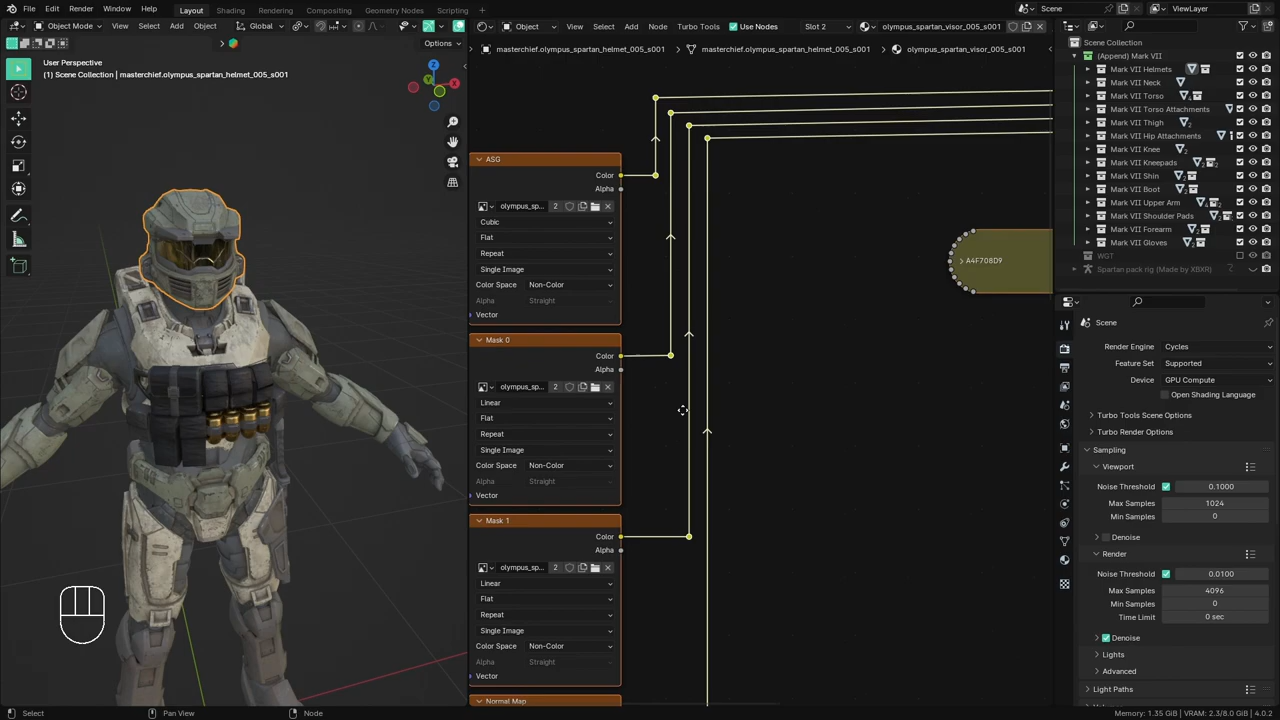 File Edit Render Window Help Layout Shading Rendering Compositing Geometry Nodes Scripting Scene ViewLayer
Object Mode View Select Add Object Global
Options
User Perspective
(1) Scene Collection | masterchief.olympus_spartan_helmet_005_s001
Z
Y
X
Object View Select Add Node Turbo Tools Use Nodes Slot 2 olympus_spartan_visor_005_s001
masterchief.olympus_spartan_helmet_005_s001 masterchief.olympus_spartan_helmet_005_s001 olympus_spartan_visor_005_s001
ASG
Color
Alpha
olympus_sp... 2
Cubic
Flat
Repeat
Single Image
Color Space Non-Color
Alpha Straight
Vector
Mask 0
Color
Alpha
olympus_sp... 2
Linear
Flat
Repeat
Single Image
Color Space Non-Color
Alpha Straight
Vector
Mask 1
Color
Alpha
olympus_sp... 2
Linear
Flat
Repeat
Single Image
Color Space Non-Color
Alpha Straight
Vector
Normal Map
A4F708D9
Scene Collection
(Append) Mark VII
Mark VII Helmets
Mark VII Neck
Mark VII Torso
Mark VII Torso Attachments
Mark VII Thigh
Mark VII Hip Attachments
Mark VII Knee
Mark VII Kneepads
Mark VII Shin
Mark VII Boot
Mark VII Upper Arm
Mark VII Shoulder Pads
Mark VII Forearm
Mark VII Gloves
WGT
Spartan pack rig (Made by XBXR)
Scene
Render Engine Cycles
Feature Set Supported
Device GPU Compute
Open Shading Language
Turbo Tools Scene Options
Turbo Render Options
Sampling
Viewport
Noise Threshold 0.1000
Max Samples 1024
Min Samples 0
Denoise
Render
Noise Threshold 0.0100
Max Samples 4096
Min Samples 0
Time Limit 0 sec
Denoise
Lights
Advanced
Light Paths
Select Pan View Node Memory: 1.35 GiB | VRAM: 2.3/8.0 GiB | 4.0.2